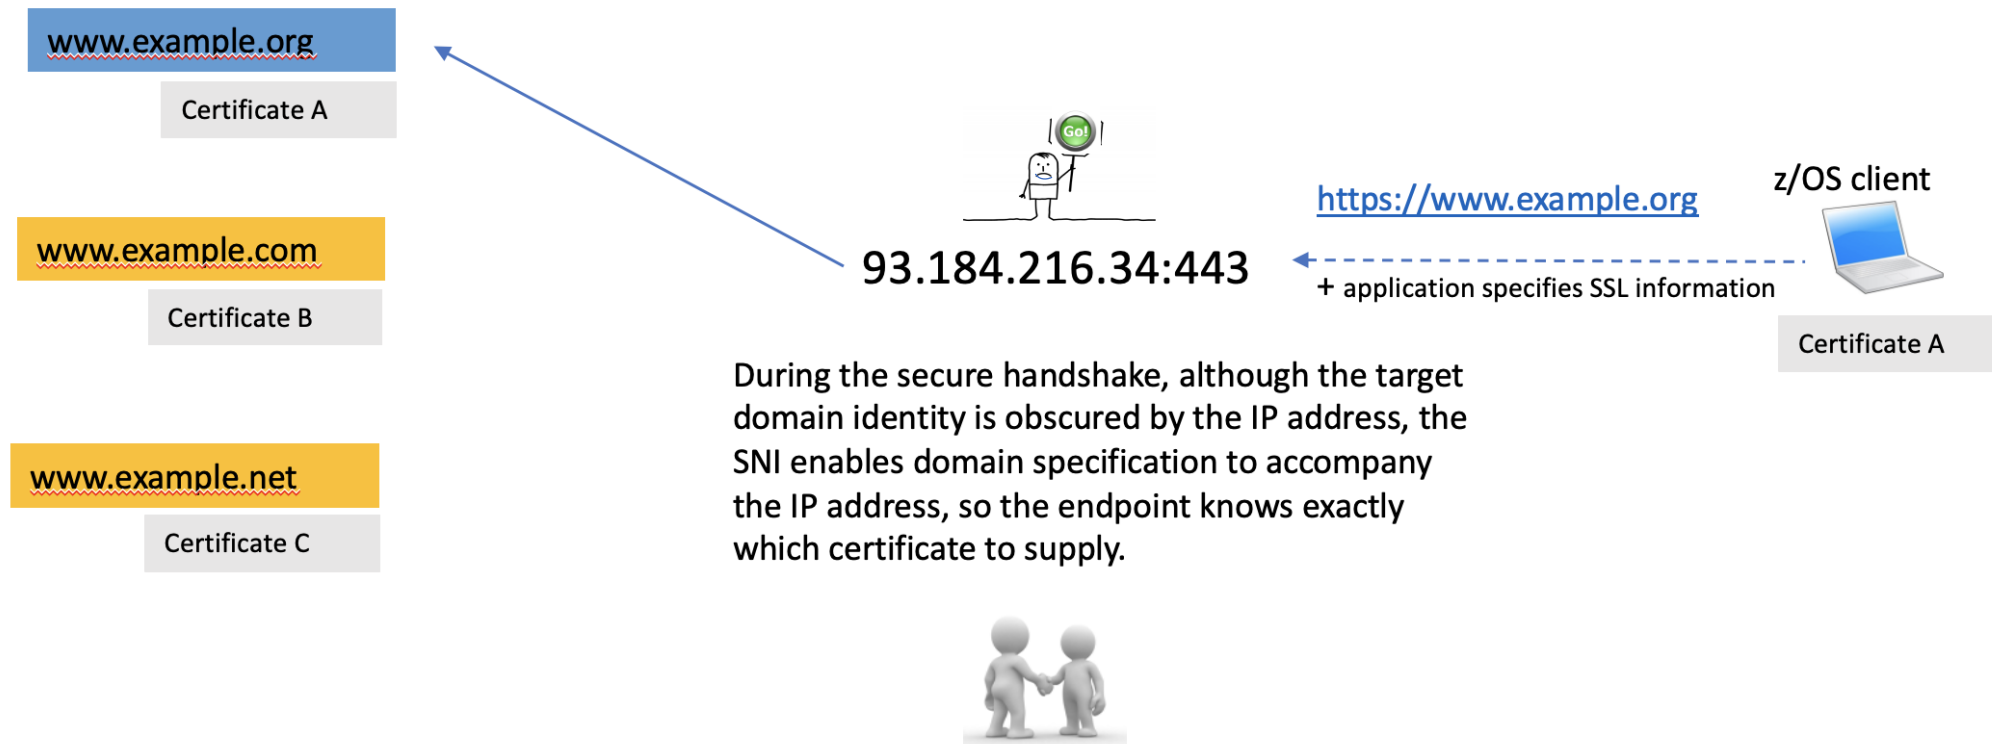 www.example.org
Certificate A
www.example.com
Certificate B
www.example.net
Certificate C
Go!
93.184.216.34:443
https://www.example.org
+ application specifies SSL information
z/OS client
Certificate A
During the secure handshake, although the target
domain identity is obscured by the IP address, the
SNI enables domain specification to accompany
the IP address, so the endpoint knows exactly
which certificate to supply.